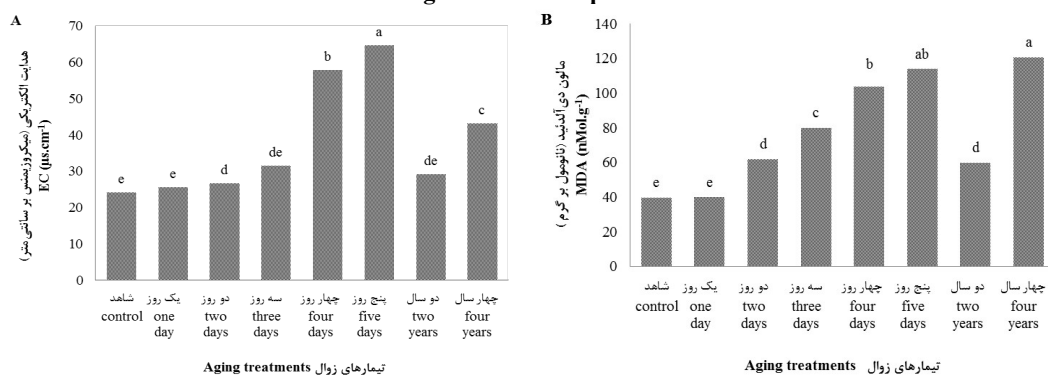 A
هدایت الکتریکی (میکروزیمنس بر سانتی متر)
EC (µs.cm⁻¹)
70
60
50
40
30
20
10
0
e
e
d
de
b
a
de
c
شاهد یک روز دو روز سه روز چهار روز پنج روز دو سال چهار سال
control one two three four five two four
day days days days days years years
تیمارهای زوال Aging treatments
B
مالون دی آلدئید (نانومول بر گرم)
MDA (nMol.g⁻¹)
140
120
100
80
60
40
20
0
e
e
d
c
b
ab
d
a
شاهد یک روز دو روز سه روز چهار روز پنج روز دو سال چهار سال
control one two three four five two four
day days days days days years years
تیمارهای زوال Aging treatments